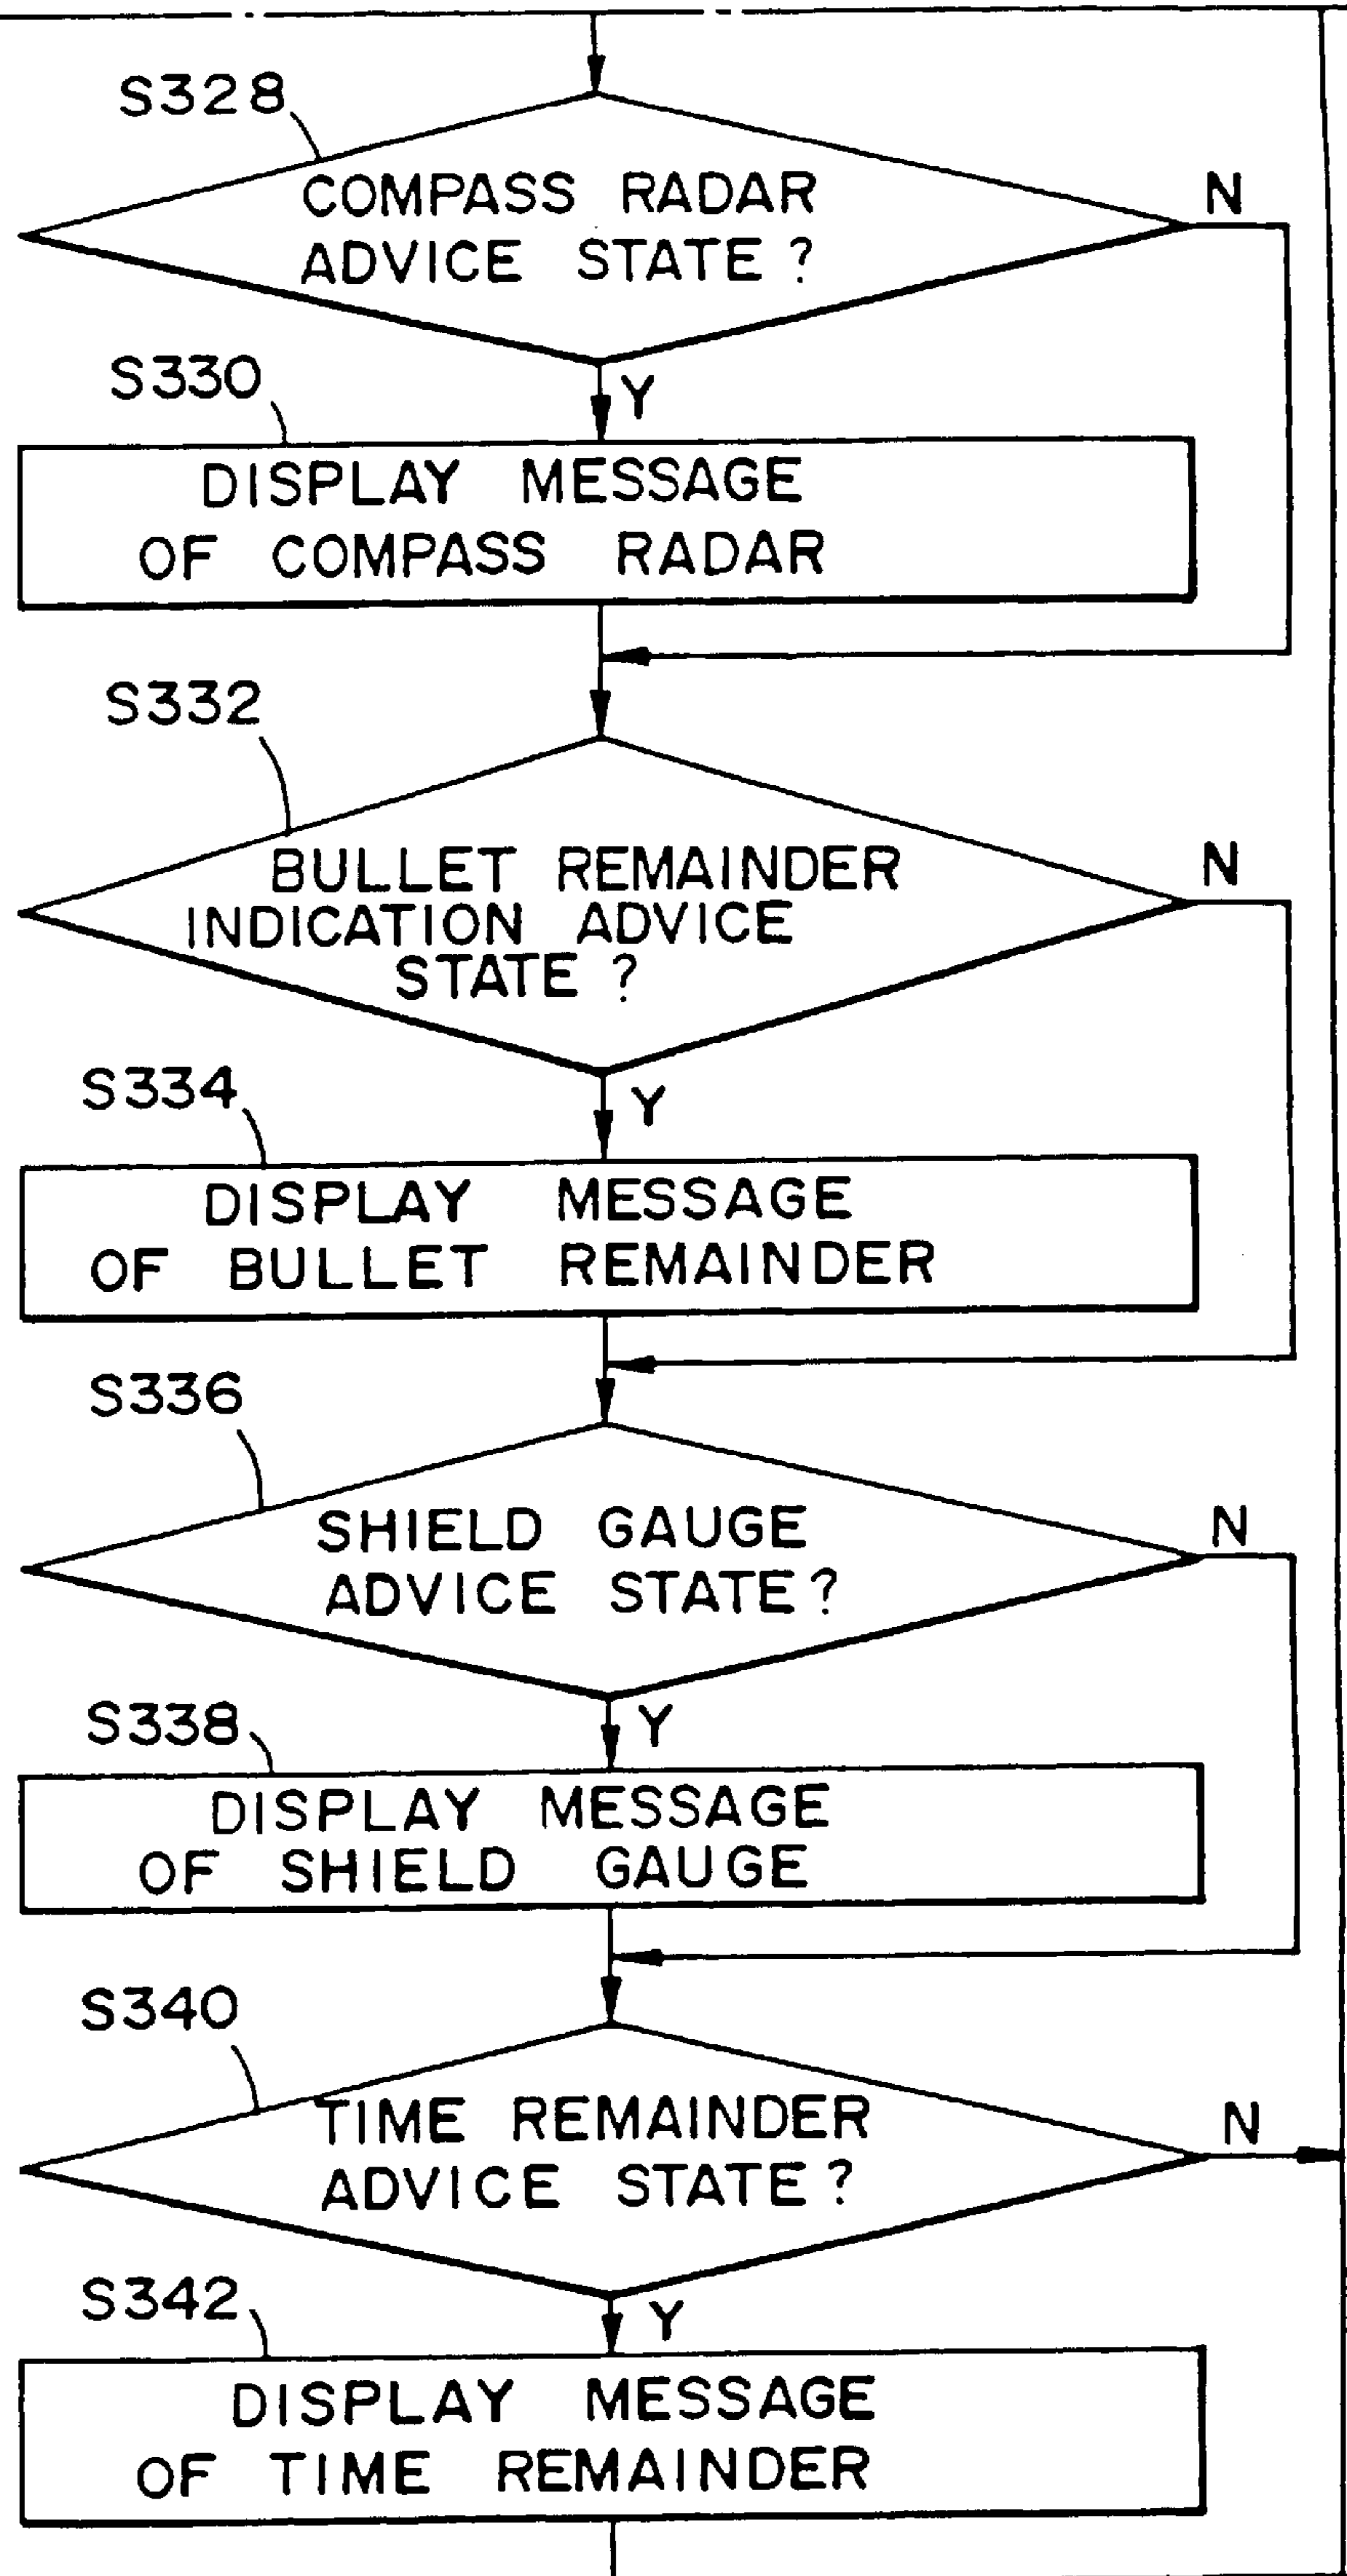 S328
COMPASS RADAR
ADVICE STATE?
N
Y
S330
DISPLAY MESSAGE
OF COMPASS RADAR
S332
BULLET REMAINDER
INDICATION ADVICE
STATE?
N
Y
S334
DISPLAY MESSAGE
OF BULLET REMAINDER
S336
SHIELD GAUGE
ADVICE STATE?
N
Y
S338
DISPLAY MESSAGE
OF SHIELD GAUGE
S340
TIME REMAINDER
ADVICE STATE?
N
Y
S342
DISPLAY MESSAGE
OF TIME REMAINDER